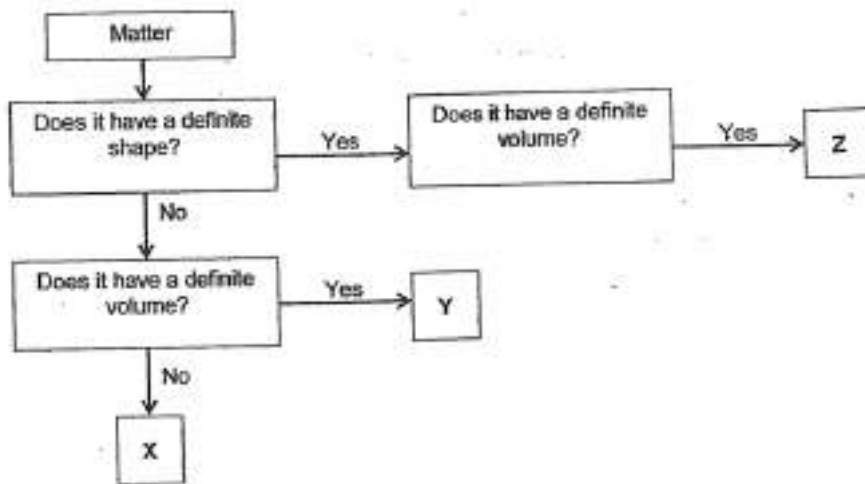 Matter
Does it have a definite
shape?
Yes
Does it have a definite
volume?
Yes
Z
No
Does it have a definite
volume?
Yes
Y
No
X